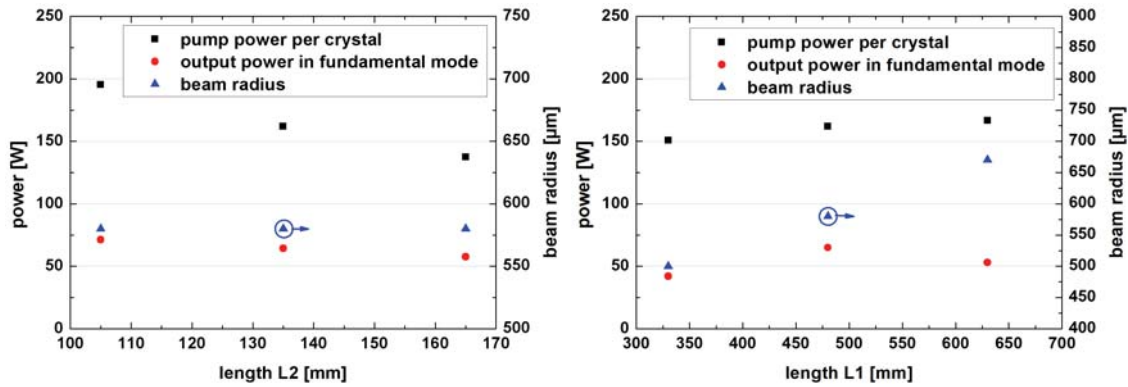 pump power per crystal
output power in fundamental mode
beam radius
power [W]
250
200
150
100
50
0
beam radius [µm]
750
700
650
600
550
500
100 110 120 130 140 150 160 170
length L2 [mm]
pump power per crystal
output power in fundamental mode
beam radius
power [W]
250
200
150
100
50
0
beam radius [µm]
900
850
800
750
700
650
600
550
500
450
400
300 350 400 450 500 550 600 650 700
length L1 [mm]